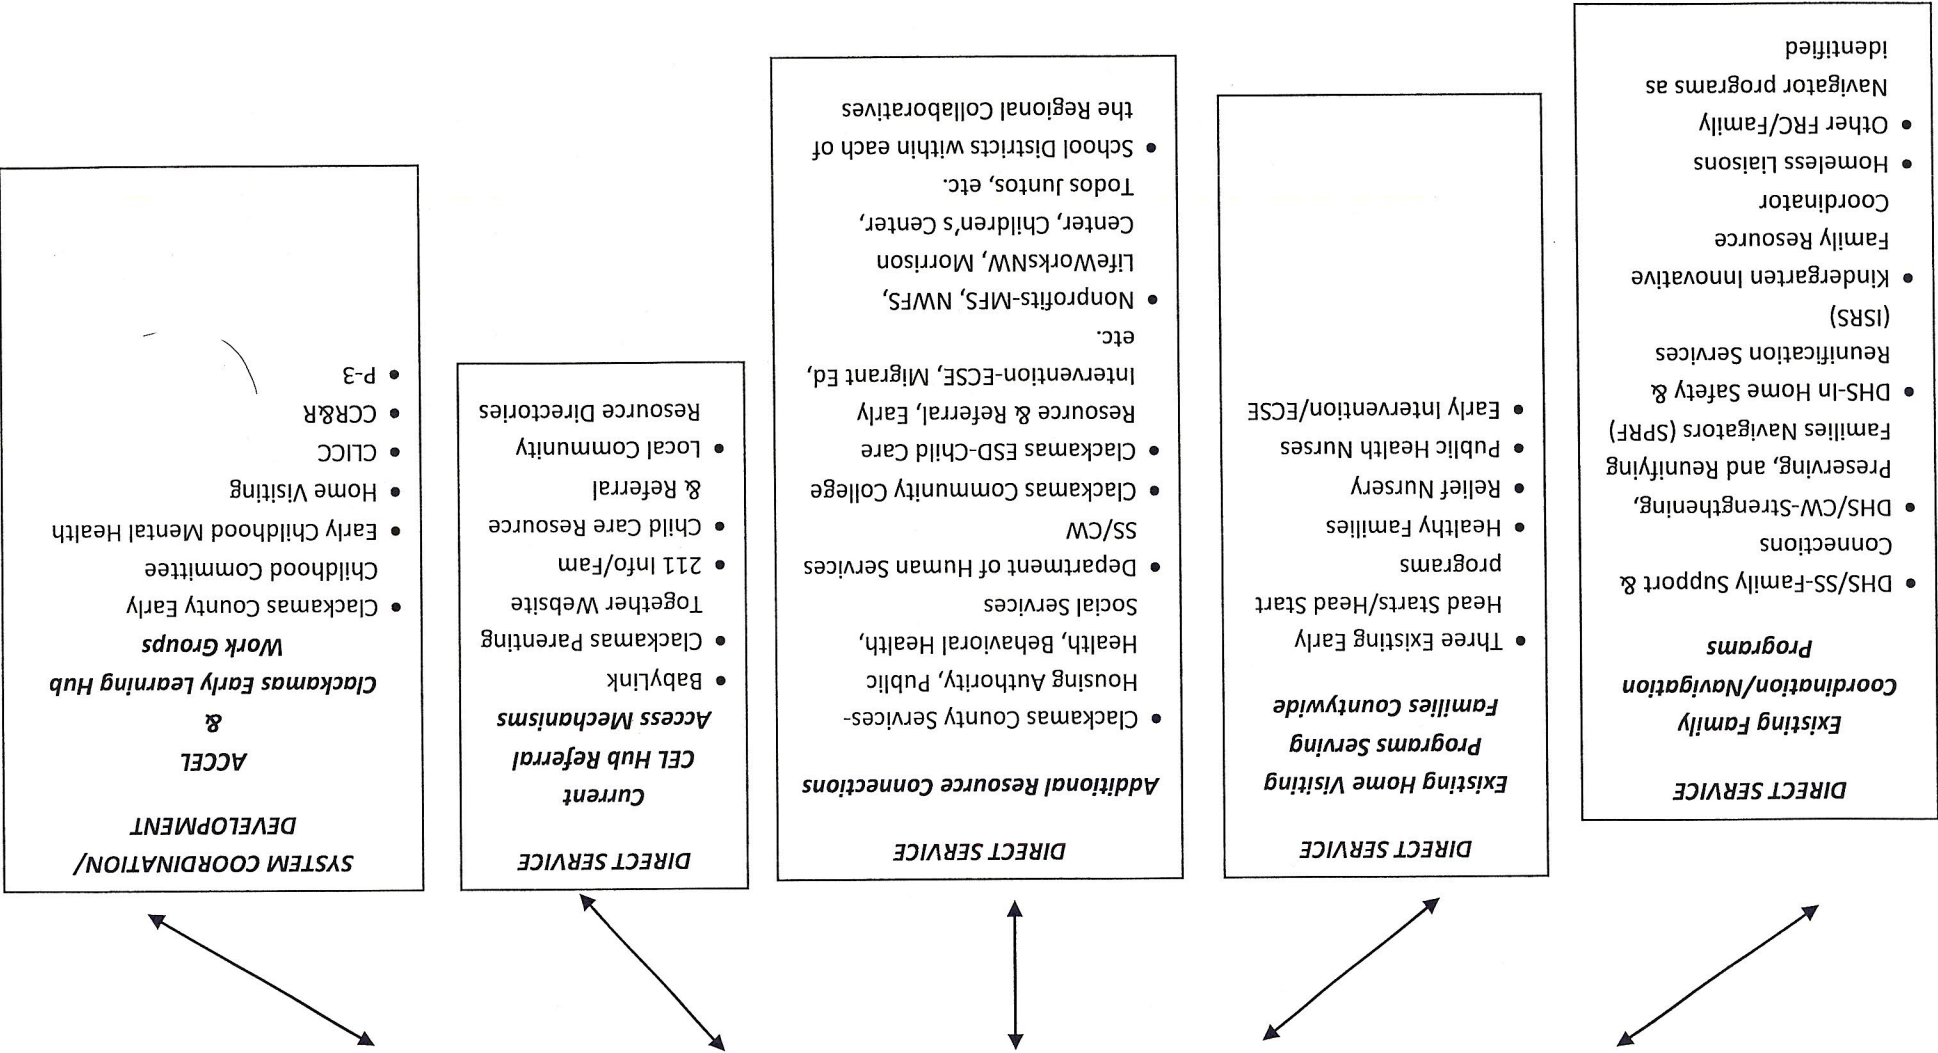 DIRECT SERVICE
Existing Family
Coordination/Navigation
Programs
• DHS/SS-Family Support &
Connections
• DHS/CW-Strengthening,
Preserving, and Reunifying
Families Navigators (SPRF)
• DHS-In Home Safety &
Reunification Services
(ISRS)
• Kindergarten Innovative
Family Resource
Coordinator
• Homeless Liaisons
• Other FRC/Family
Navigator programs as
identified
DIRECT SERVICE
Existing Home Visiting
Programs Serving
Families Countywide
• Three Existing Early
Head Starts/Head Start
programs
• Healthy Families
• Relief Nursery
• Public Health Nurses
• Early Intervention/ECSE
DIRECT SERVICE
Additional Resource Connections
• Clackamas County Services-
Housing Authority, Public
Health, Behavioral Health,
Social Services
• Department of Human Services
SS/CW
• Clackamas Community College
• Clackamas ESD-Child Care
Resource & Referral, Early
Intervention-ECSE, Migrant Ed,
etc.
• Nonprofits-MFS, NWFS,
LifeWorksNW, Morrison
Center, Children's Center,
Todos Juntos, etc.
• School Districts within each of
the Regional Collaboratives
DIRECT SERVICE
Current
CEL Hub Referral
Access Mechanisms
• BabyLink
• Clackamas Parenting
Together Website
• 211 Info/Fam
• Child Care Resource
& Referral
• Local Community
Resource Directories
SYSTEM COORDINATION/
DEVELOPMENT
ACCEL
&
Clackamas Early Learning Hub
Work Groups
• Clackamas County Early
Childhood Committee
• Early Childhood Mental Health
• Home Visiting
• CLICC
• CCR&R
• P-3